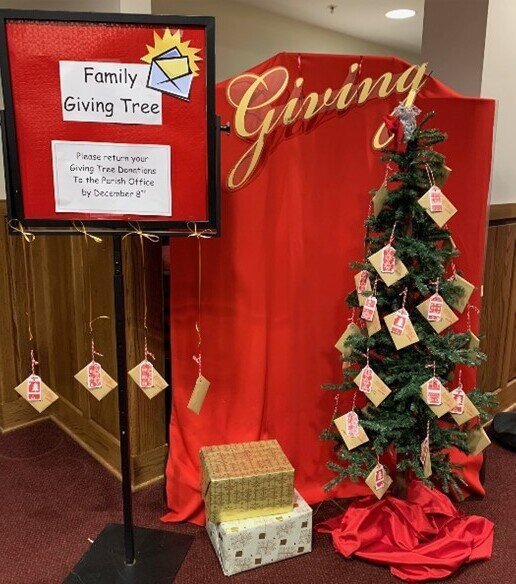 Family
Giving Tree
Please return your
Giving Tree Donations
To the Parish Office
by December 8th
Giving